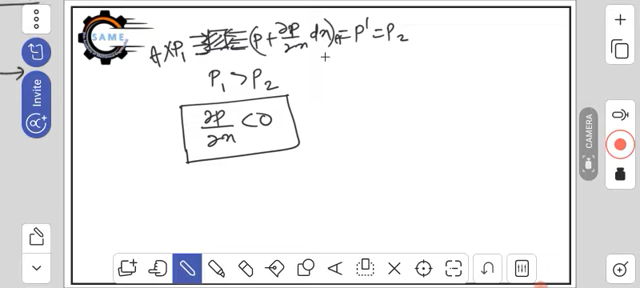 SAME
A×P₁ (P + ∂P/∂x dx)A = P' = P₂
P₁ > P₂
∂P/∂x < 0
Invite
CAMERA